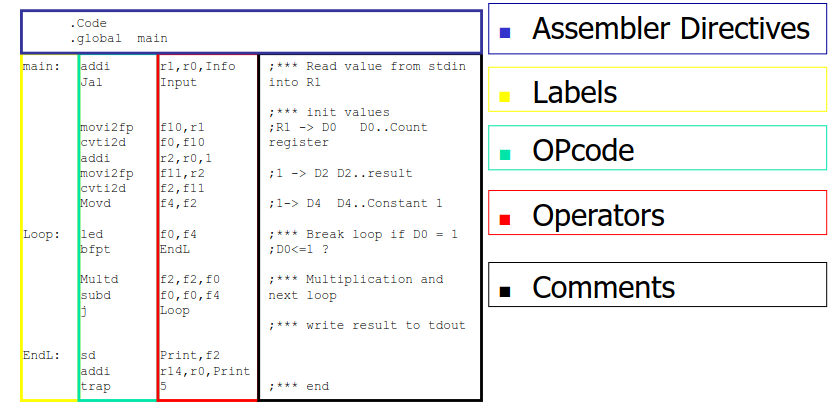 .Code
.global main
main: addi r1,r0,Info ;*** Read value from stdin
Jal Input into R1
;*** init values
movi2fp f10,r1 ;R1 -> D0 D0..Count
cvti2d f0,f10 register
addi r2,r0,1
movi2fp f11,r2 ;1 -> D2 D2..result
cvti2d f2,f11
Movd f4,f2 ;1-> D4 D4..Constant 1
Loop: led f0,f4 ;*** Break loop if D0 = 1
bfpt EndL ;D0<=1 ?
Multd f2,f2,f0 ;*** Multiplication and
subd f0,f0,f4 next loop
j Loop
;*** write result to tdout
EndL: sd Print,f2
addi r14,r0,Print
trap 5 ;*** end
Assembler Directives
Labels
OPcode
Operators
Comments